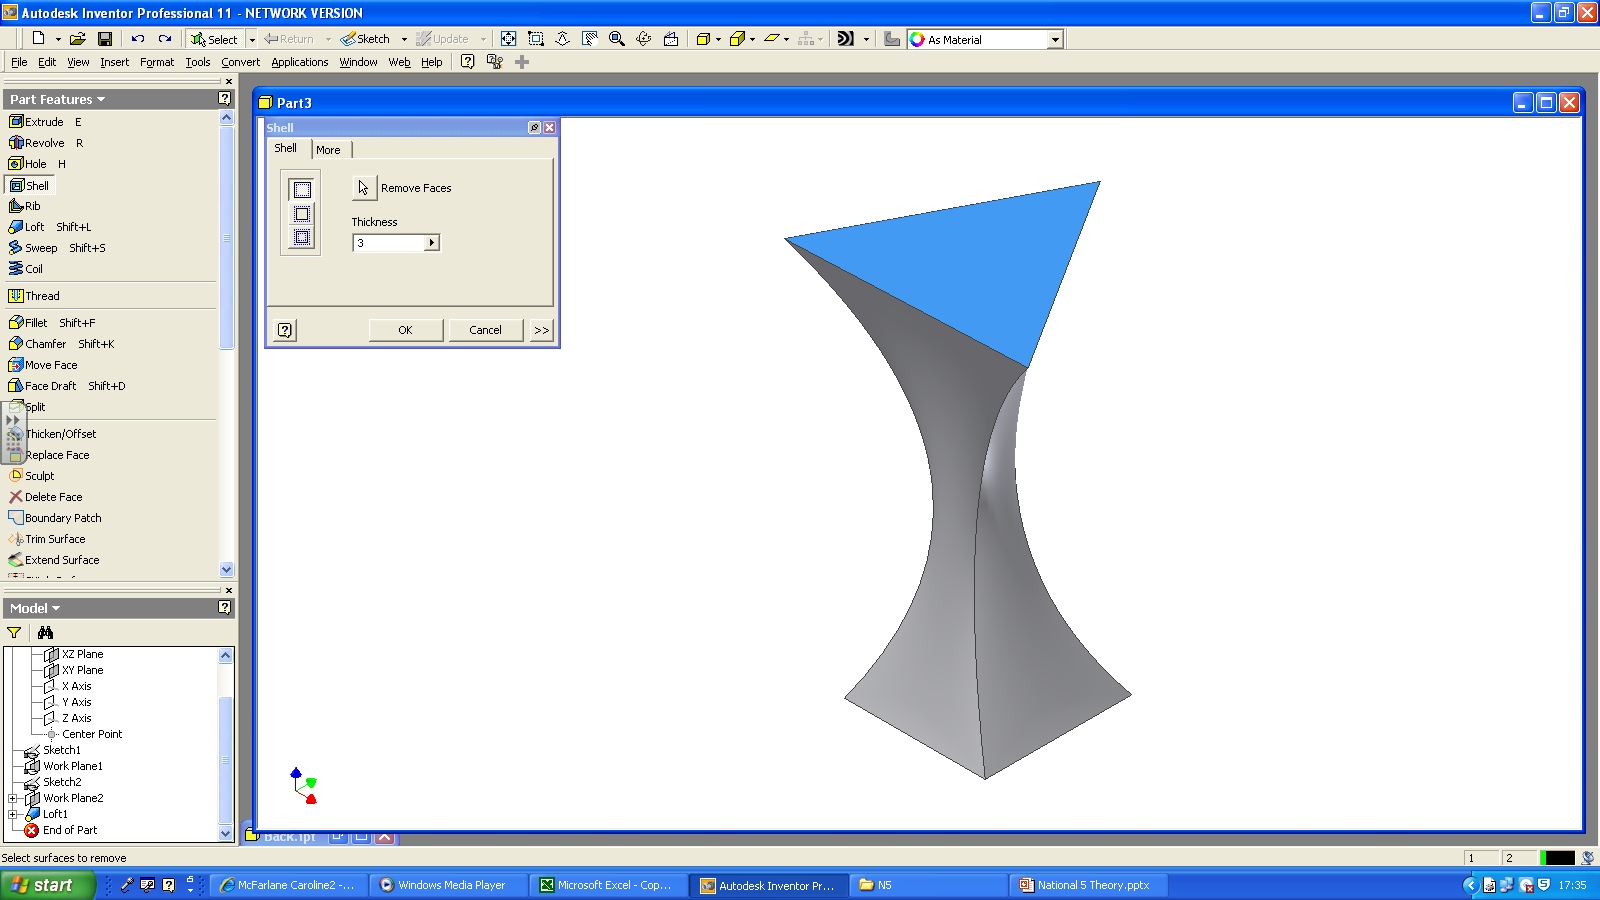 Autodesk Inventor Professional 11 - NETWORK VERSION
Select Return Sketch Update As Material
File Edit View Insert Format Tools Convert Applications Window Web Help
Part Features
Extrude E
Revolve R
Hole H
Shell
Rib
Loft Shift+L
Sweep Shift+S
Coil
Thread
Fillet Shift+F
Chamfer Shift+K
Move Face
Face Draft Shift+D
Split
Thicken/Offset
Replace Face
Sculpt
Delete Face
Boundary Patch
Trim Surface
Extend Surface
Model
XZ Plane
XY Plane
X Axis
Y Axis
Z Axis
Center Point
Sketch1
Work Plane1
Sketch2
Work Plane2
Loft1
End of Part
Part3
Shell
Shell More
Remove Faces
Thickness
3
OK Cancel >>
Back.ipt
Select surfaces to remove
1 2
start
McFarlane Caroline2 -...
Windows Media Player
Microsoft Excel - Cop...
Autodesk Inventor Pr...
N5
National 5 Theory.pptx
17:35